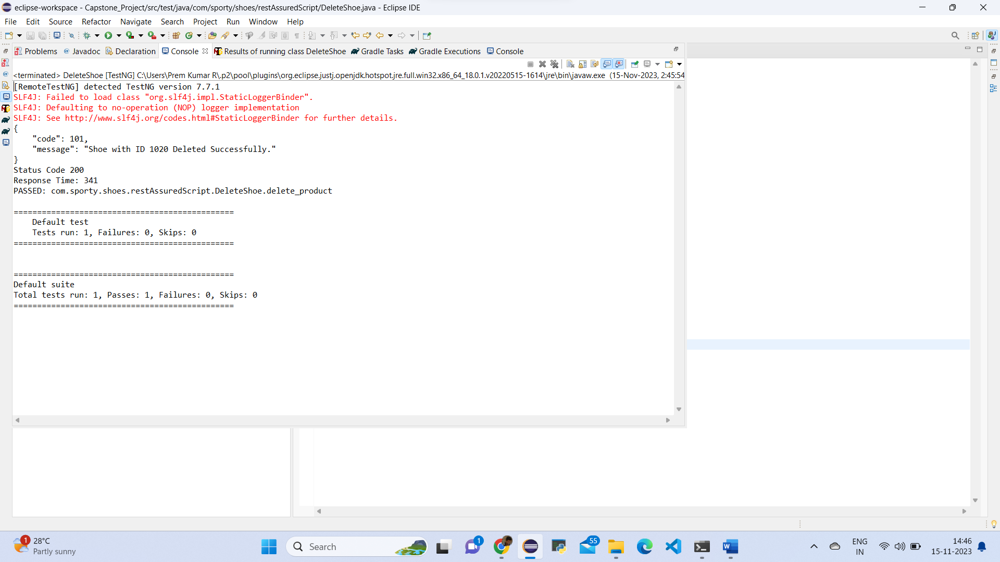 eclipse-workspace - Capstone_Project/src/test/java/com/sporty/shoes/restAssuredScript/DeleteShoe.java - Eclipse IDE
File Edit Source Refactor Navigate Search Project Run Window Help
Problems Javadoc Declaration Console Results of running class DeleteShoe Gradle Tasks Gradle Executions Console
<terminated> DeleteShoe [TestNG] C:\Users\Prem Kumar R\.p2\pool\plugins\org.eclipse.justj.openjdk.hotspot.jre.full.win32.x86_64_18.0.1.v20220515-1614\jre\bin\javaw.exe (15-Nov-2023, 2:45:54
[RemoteTestNG] detected TestNG version 7.7.1
SLF4J: Failed to load class "org.slf4j.impl.StaticLoggerBinder".
SLF4J: Defaulting to no-operation (NOP) logger implementation
SLF4J: See http://www.slf4j.org/codes.html#StaticLoggerBinder for further details.
{
    "code": 101,
    "message": "Shoe with ID 1020 Deleted Successfully."
}
Status Code 200
Response Time: 341
PASSED: com.sporty.shoes.restAssuredScript.DeleteShoe.delete_product
===============================================
    Default test
    Tests run: 1, Failures: 0, Skips: 0
===============================================
===============================================
Default suite
Total tests run: 1, Passes: 1, Failures: 0, Skips: 0
===============================================
1
28°C
Partly sunny
Search
1
55
ENG
IN
14:46
15-11-2023